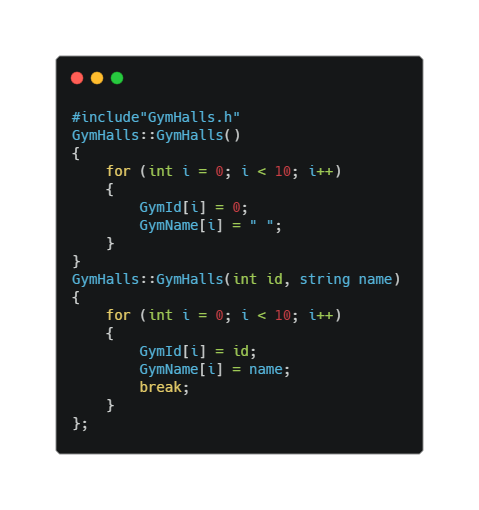 #include"GymHalls.h"
GymHalls::GymHalls()
{
    for (int i = 0; i < 10; i++)
    {
        GymId[i] = 0;
        GymName[i] = " ";
    }
}
GymHalls::GymHalls(int id, string name)
{
    for (int i = 0; i < 10; i++)
    {
        GymId[i] = id;
        GymName[i] = name;
        break;
    }
};